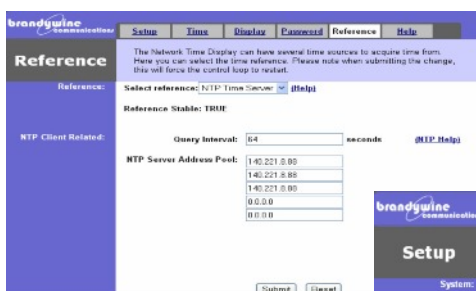 brandywine
communications
Setup Time Display Password Reference Help
Reference
The Network Time Display can have several time sources to acquire time from.
Here you can select the time reference. Please note when submitting the change,
this will force the control loop to restart.
Reference:
Select reference: NTP Time Server (Help)
Reference Stable: TRUE
NTP Client Related:
Query Interval: 64 seconds (NTP Help)
NTP Server Address Pool: 140.221.8.88
140.221.8.88
140.221.8.88
0.0.0.0
0.0.0.0
Submit Reset
brandywine
communicatio
Setup
System: